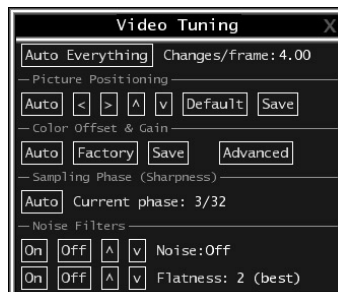 Video Tuning X
Auto Everything Changes/frame:4.00
Picture Positioning
Auto < > ^ v Default Save
Color Offset & Gain
Auto Factory Save Advanced
Sampling Phase (Sharpness)
Auto Current phase: 3/32
Noise Filters
On Off ^ v Noise:Off
On Off ^ v Flatness: 2 (best)